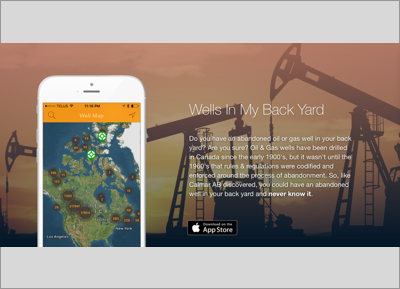 TELUS 11:16 PM
Well Map
Los Angeles
New York
Wells In My Back Yard
Do you have an abandoned oil or gas well in your back
yard? Are you sure? Oil & Gas wells have been drilled
in Canada since the early 1900's, but it wasn't until the
1960's that rules & regulations were codified and
enforced around the process of abandonment. So, like
Calmar AB discovered, you could have an abandoned
well in your back yard and never know it.
Download on the
App Store